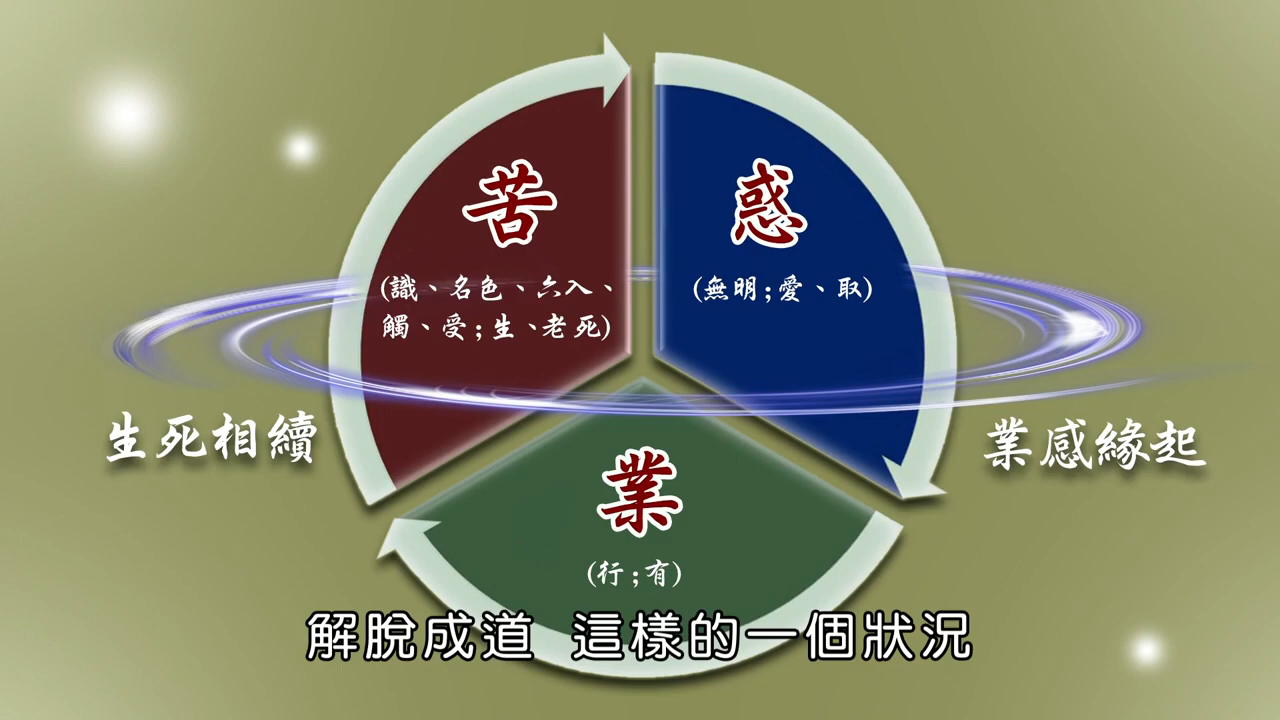 苦
(識、名色、六入、
觸、受;生、老死)
惑
(無明;愛、取)
生死相續
業感緣起
業
(行;有)
解脫成道 這樣的一個狀況